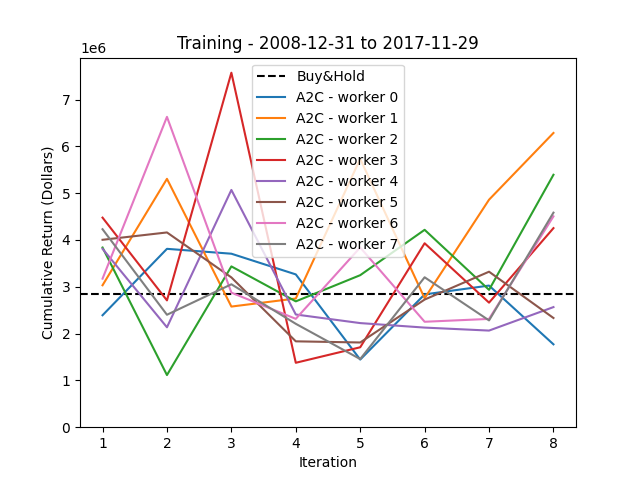 Training - 2008-12-31 to 2017-11-29
1e6
Buy&Hold
A2C - worker 0
A2C - worker 1
A2C - worker 2
A2C - worker 3
A2C - worker 4
A2C - worker 5
A2C - worker 6
A2C - worker 7
Cumulative Return (Dollars)
7
6
5
4
3
2
1
0
1 2 3 4 5 6 7 8
Iteration